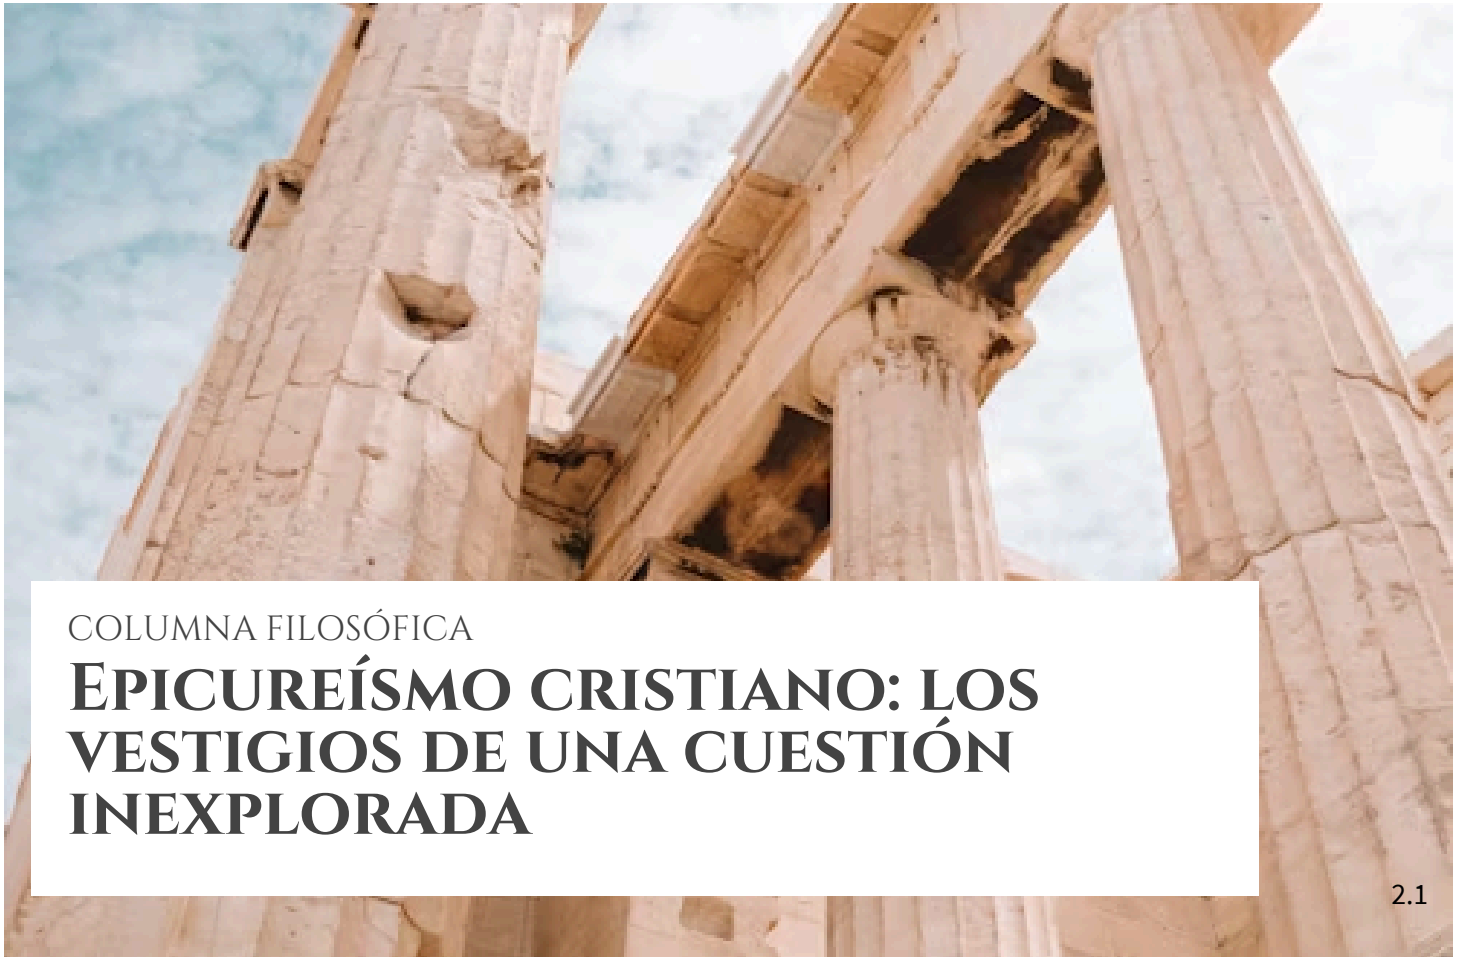 COLUMNA FILOSÓFICA
EPICUREÍSMO CRISTIANO: LOS
VESTIGIOS DE UNA CUESTIÓN
INEXPLORADA
2.1